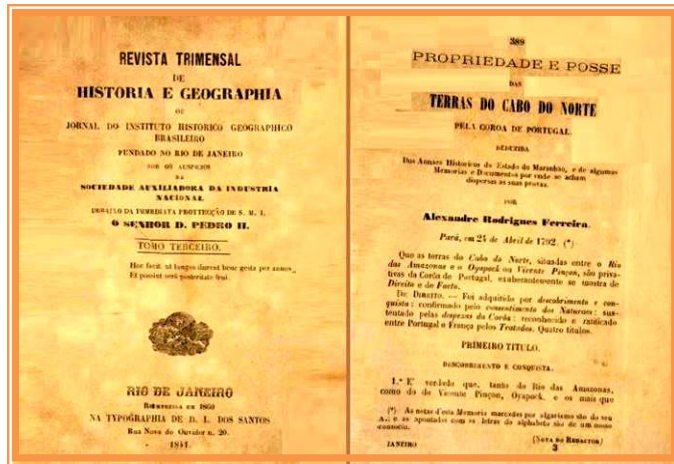 REVISTA TRIMENSAL
DE
HISTORIA E GEOGRAPHIA
OU
JORNAL DO INSTITUTO HISTORICO GEOGRAPHICO
BRASILEIRO
FUNDADO NO RIO DE JANEIRO
SOB OS AUSPICIOS
DA
SOCIEDADE AUXILIADORA DA INDUSTRIA
NACIONAL
DEBAIXO DA IMMEDIATA PROTECÇÃO DE S. M. I.
O SENHOR D. PEDRO II.
TOMO TERCEIRO.
Hoc facit, ut longos durent bene gesta per annos,
Et possint serâ posteritate frui.
RIO DE JANEIRO
Reimpressa em 1860
NA TYPOGRAPHIA DE D. L. DOS SANTOS
Rua Nova do Ouvidor n. 20.
1841.
389
PROPRIEDADE E POSSE
DAS
TERRAS DO CABO DO NORTE
PELA COROA DE PORTUGAL.
DEDUZIDA
Dos Annaes Historicos do Estado do Maranhão, e de algumas
Memorias e Documentos por onde se acham
dispersas as suas provas.
POR
Alexandre Rodrigues Ferreira.
Pará, em 24 de Abril de 1792. (*)
Que as terras do Cabo do Norte, situadas entre o Rio
das Amazonas e o Oyapock ou Vicente Pinçon, são priva-
tivas da Corôa de Portugal, exuberantemente se mostra de
Direito e de Facto.
DE DIREITO. — Foi adquirido por descobrimento e con-
quista: confirmado pelo consentimento dos Naturaes: sus-
tentado pelas despezas da Corôa: reconhecido e ratificado
entre Portugal e França pelos Tratados. Quatro titulos.
PRIMEIRO TITULO.
DESCOBRIMENTO E CONQUISTA.
1.º E' verdade que, tanto do Rio das Amazonas,
como do de Vicente Pinçon, Oyapock, e os mais que
(*) As notas d'esta Memoria marcadas por algarismo são do seu
A.; e as apontadas com as letras do alphabeto são de um nosso
consocio.
(NOTA DO REDACTOR)
JANEIRO
3